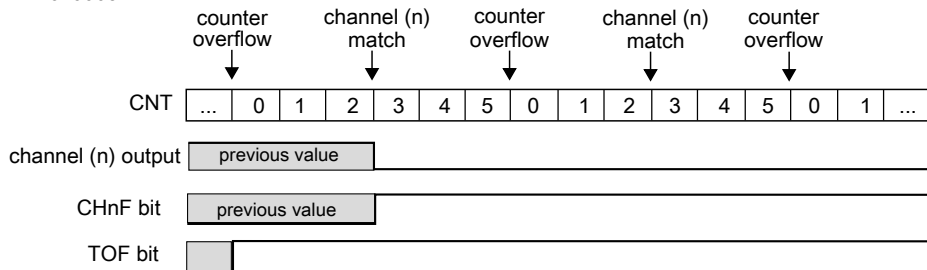 counter overflow
channel (n) match
counter overflow
channel (n) match
counter overflow
CNT ... 0 1 2 3 4 5 0 1 2 3 4 5 0 1 ...
channel (n) output previous value
CHnF bit previous value
TOF bit